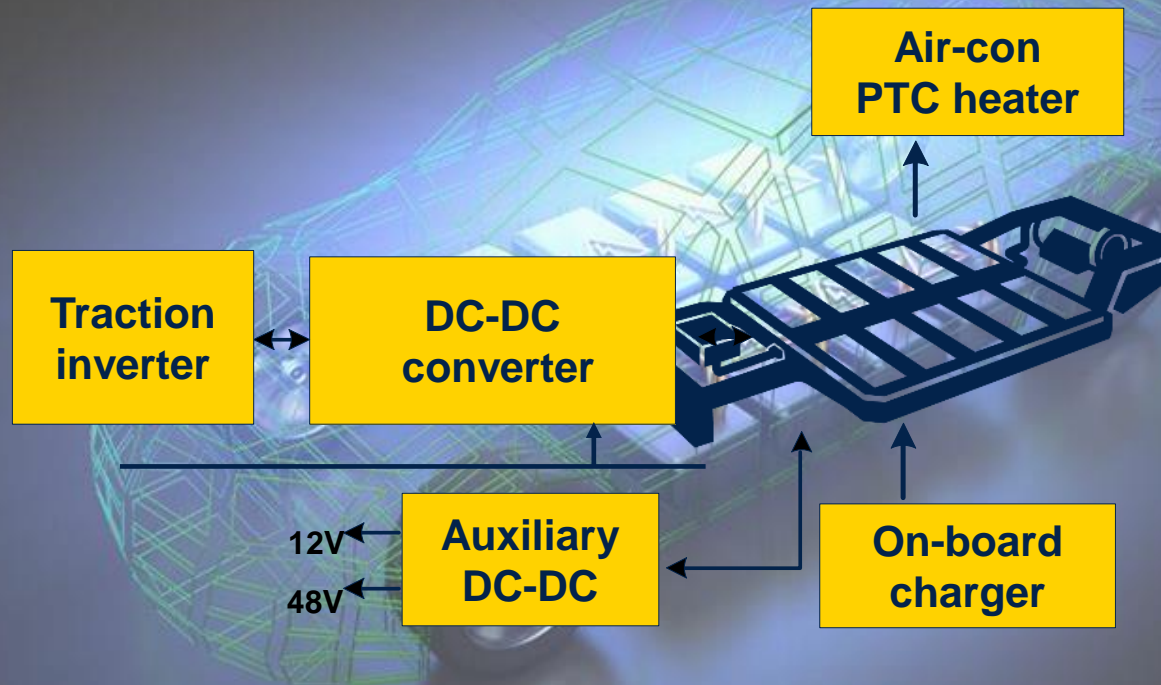 Air-con
PTC heater
Traction
inverter
DC-DC
converter
12V
48V
Auxiliary
DC-DC
On-board
charger